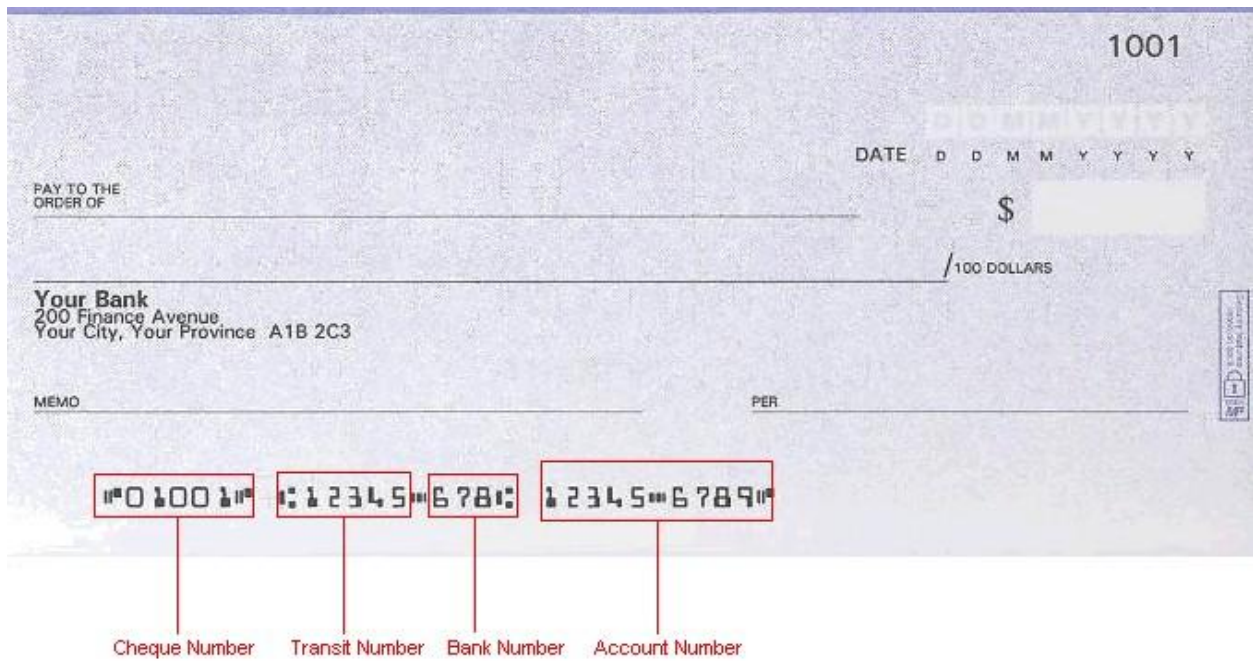 1001
DATE D D M M Y Y Y Y
PAY TO THE
ORDER OF
$
/100 DOLLARS
Your Bank
200 Finance Avenue
Your City, Your Province A1B 2C3
MEMO
PER
⑈01001⑈ ⑆12345⑉678⑆ 12345⑉6789⑈
Cheque Number Transit Number Bank Number Account Number